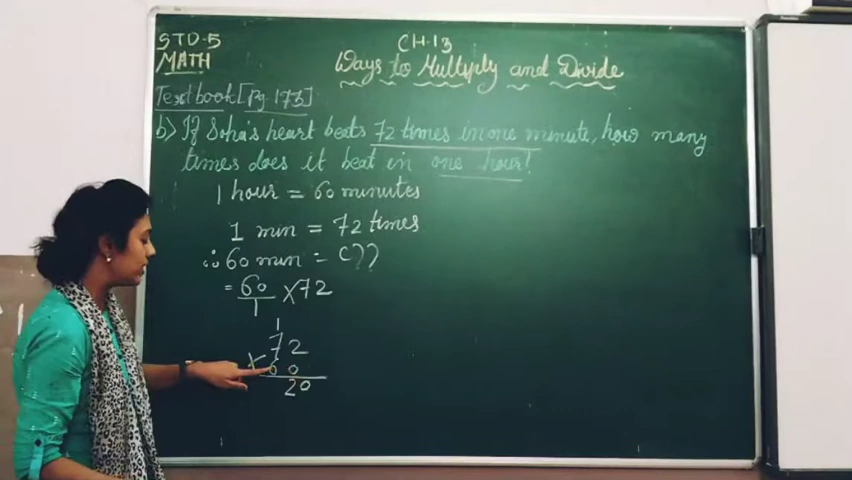 STD-5
MATH
CH-13
Ways to Multiply and Divide
Textbook [Pg. 173]
b) If Soha's heart beats 72 times in one minute, how many
times does it beat in one hour?
1 hour = 60 minutes
1 min = 72 times
∴ 60 min = (??
= 60/1 × 72
1
72
× 60
20